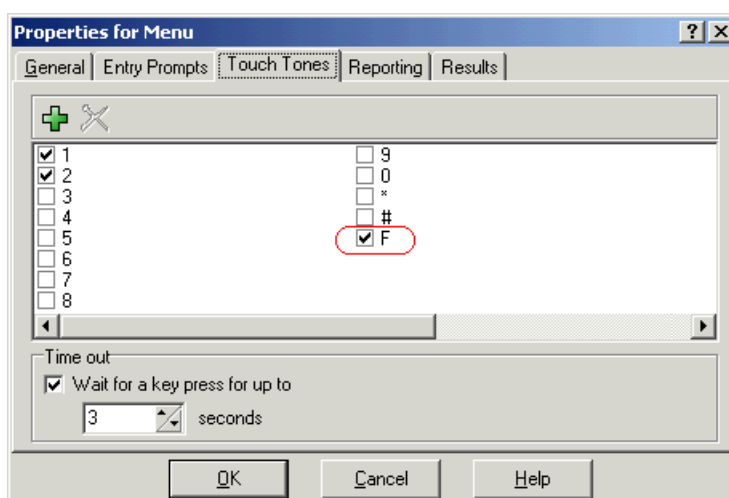 Properties for Menu
General Entry Prompts Touch Tones Reporting Results
1
2
3
4
5
6
7
8
9
0
*
#
F
Time out
Wait for a key press for up to
3 seconds
OK Cancel Help